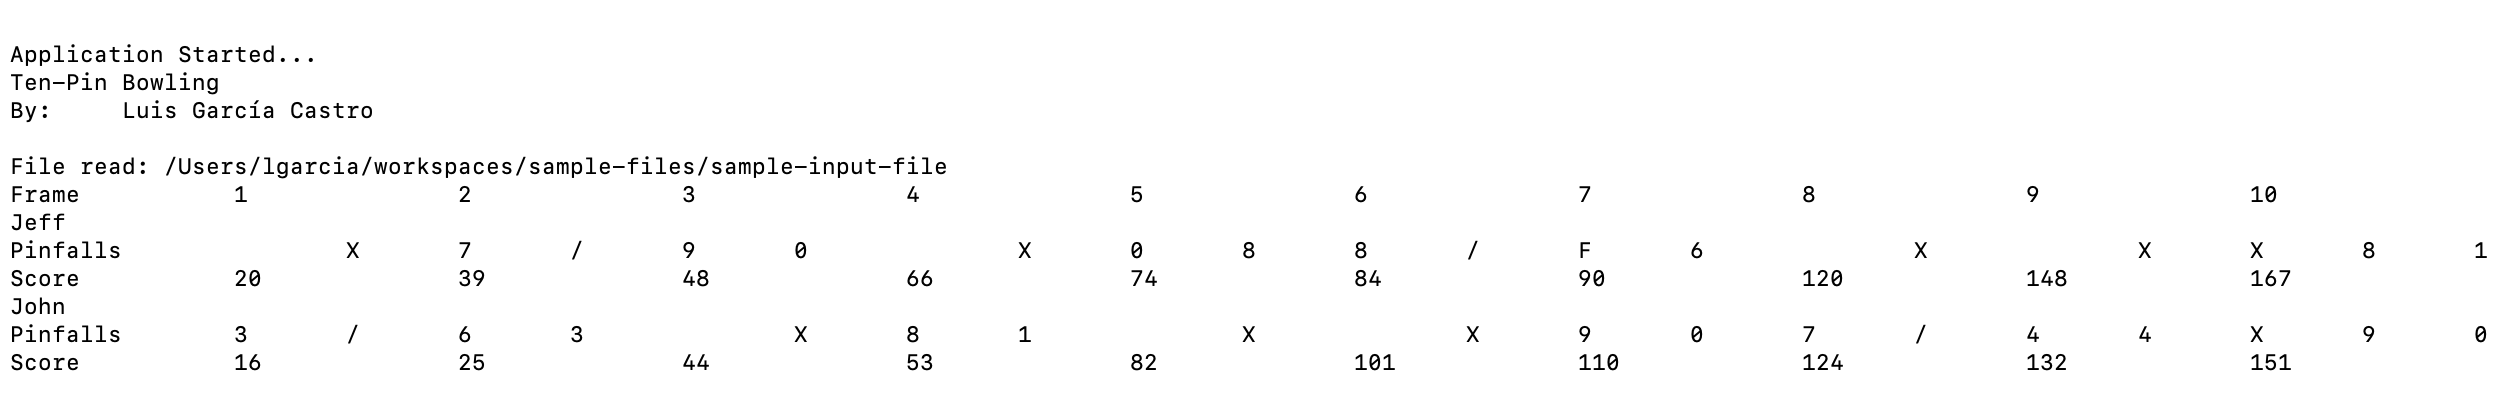 Application Started...
Ten-Pin Bowling
By:     Luis García Castro
File read: /Users/lgarcia/workspaces/sample-files/sample-input-file
Frame 1 2 3 4 5 6 7 8 9 10
Jeff
Pinfalls X 7 / 9 0 X 0 8 8 / F 6 X X X 8 1
Score 20 39 48 66 74 84 90 120 148 167
John
Pinfalls 3 / 6 3 X 8 1 X X 9 0 7 / 4 4 X 9 0
Score 16 25 44 53 82 101 110 124 132 151